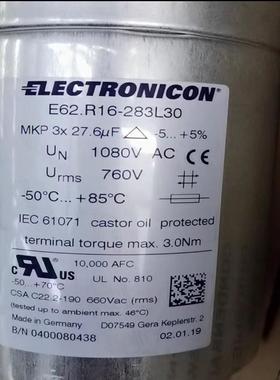 ELECTRONICON
E62.R16-283L30
MKP 3x 27.6µF △ -5...+5%
UN 1080V AC CE
Urms 760V
-50°C... +85°C
IEC 61071 castor oil protected
terminal torque max. 3.0Nm
10,000 AFC
c RU US UL No. 810
-50...+70°C
CSA C22.2-190 660Vac (rms)
(tested up to ambient max. 46°C)
Made in Germany D07549 Gera Keplerstr. 2
B/N 0400080438 02.01.19